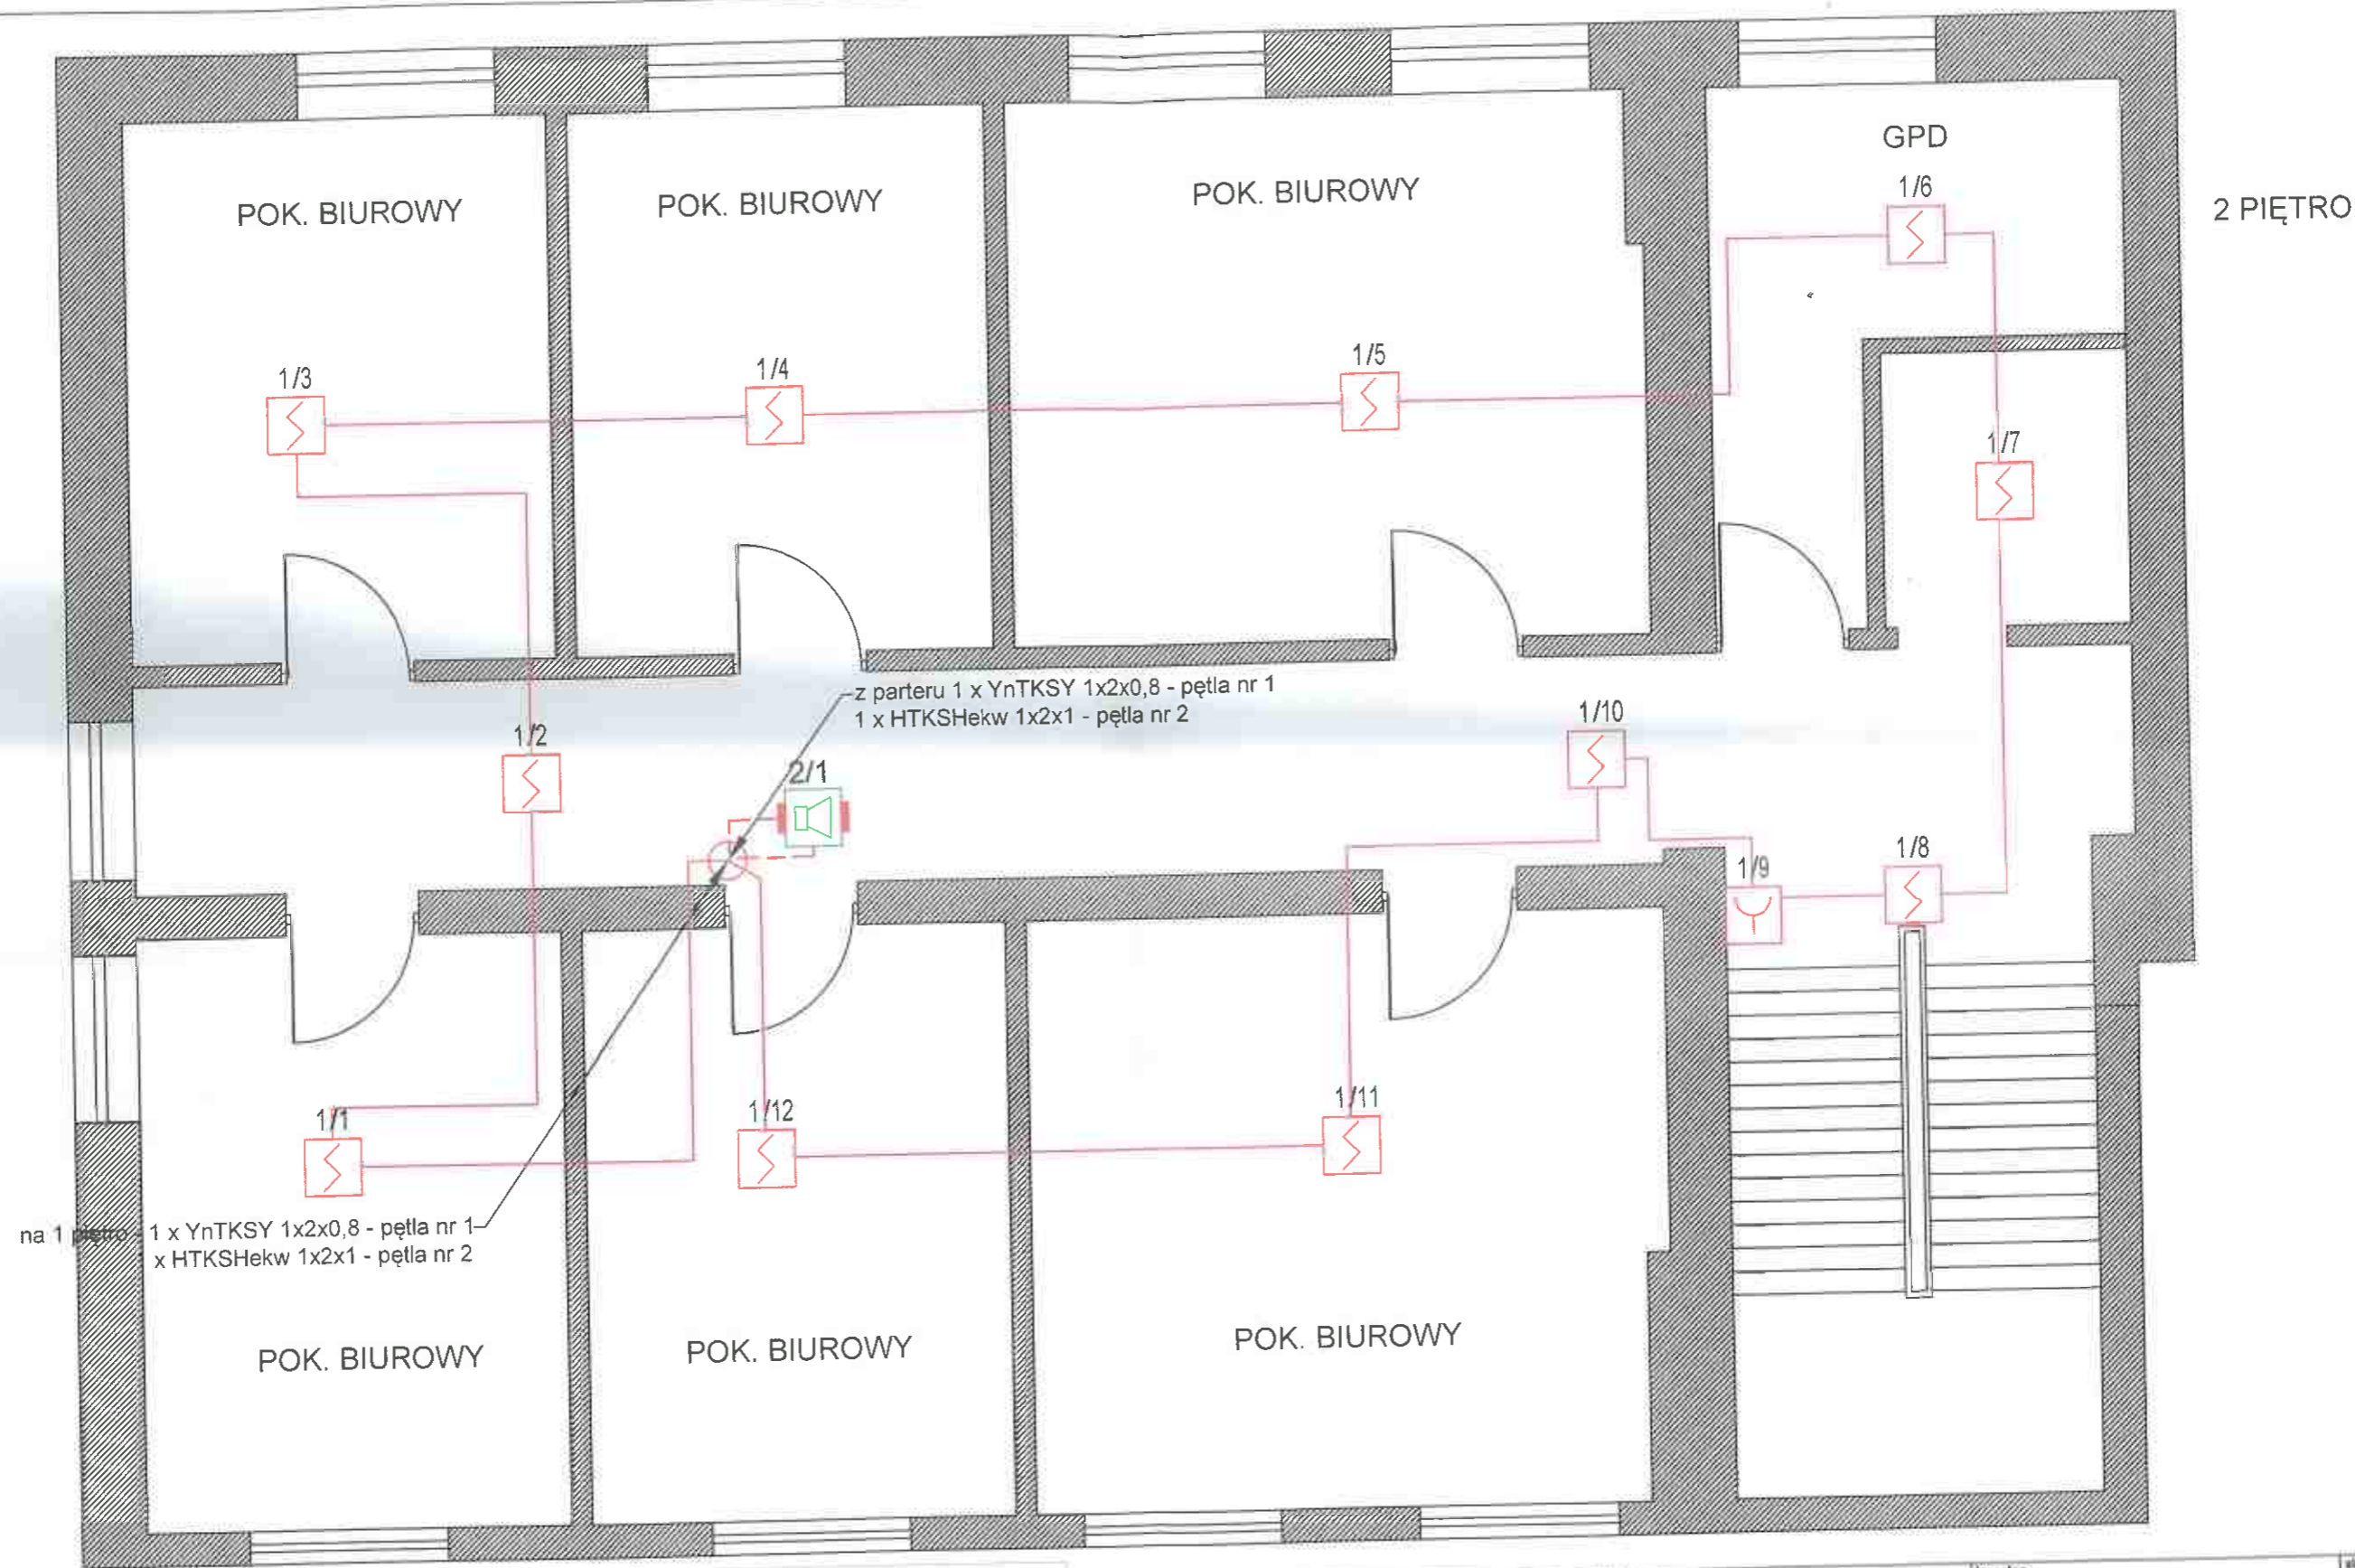 GPD
1/6
2 PIĘTRO
POK. BIUROWY
POK. BIUROWY
POK. BIUROWY
1/3
1/4
1/5
1/7
z parteru 1 x YnTKSY 1x2x0,8 - pętla nr 1
1 x HTKSHekw 1x2x1 - pętla nr 2
1/2
2/1
1/10
1/9
1/8
1/1
1/12
1/11
na 1 piętro - 1 x YnTKSY 1x2x0,8 - pętla nr 1
x HTKSHekw 1x2x1 - pętla nr 2
POK. BIUROWY
POK. BIUROWY
POK. BIUROWY